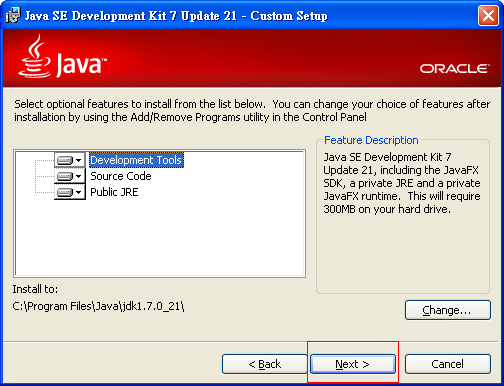 Java SE Development Kit 7 Update 21 - Custom Setup
Java™
ORACLE
Select optional features to install from the list below. You can change your choice of features after
installation by using the Add/Remove Programs utility in the Control Panel
Development Tools
Source Code
Public JRE
Feature Description
Java SE Development Kit 7
Update 21, including the JavaFX
SDK, a private JRE and a private
JavaFX runtime. This will require
300MB on your hard drive.
Install to:
C:\Program Files\Java\jdk1.7.0_21\
Change...
< Back
Next >
Cancel